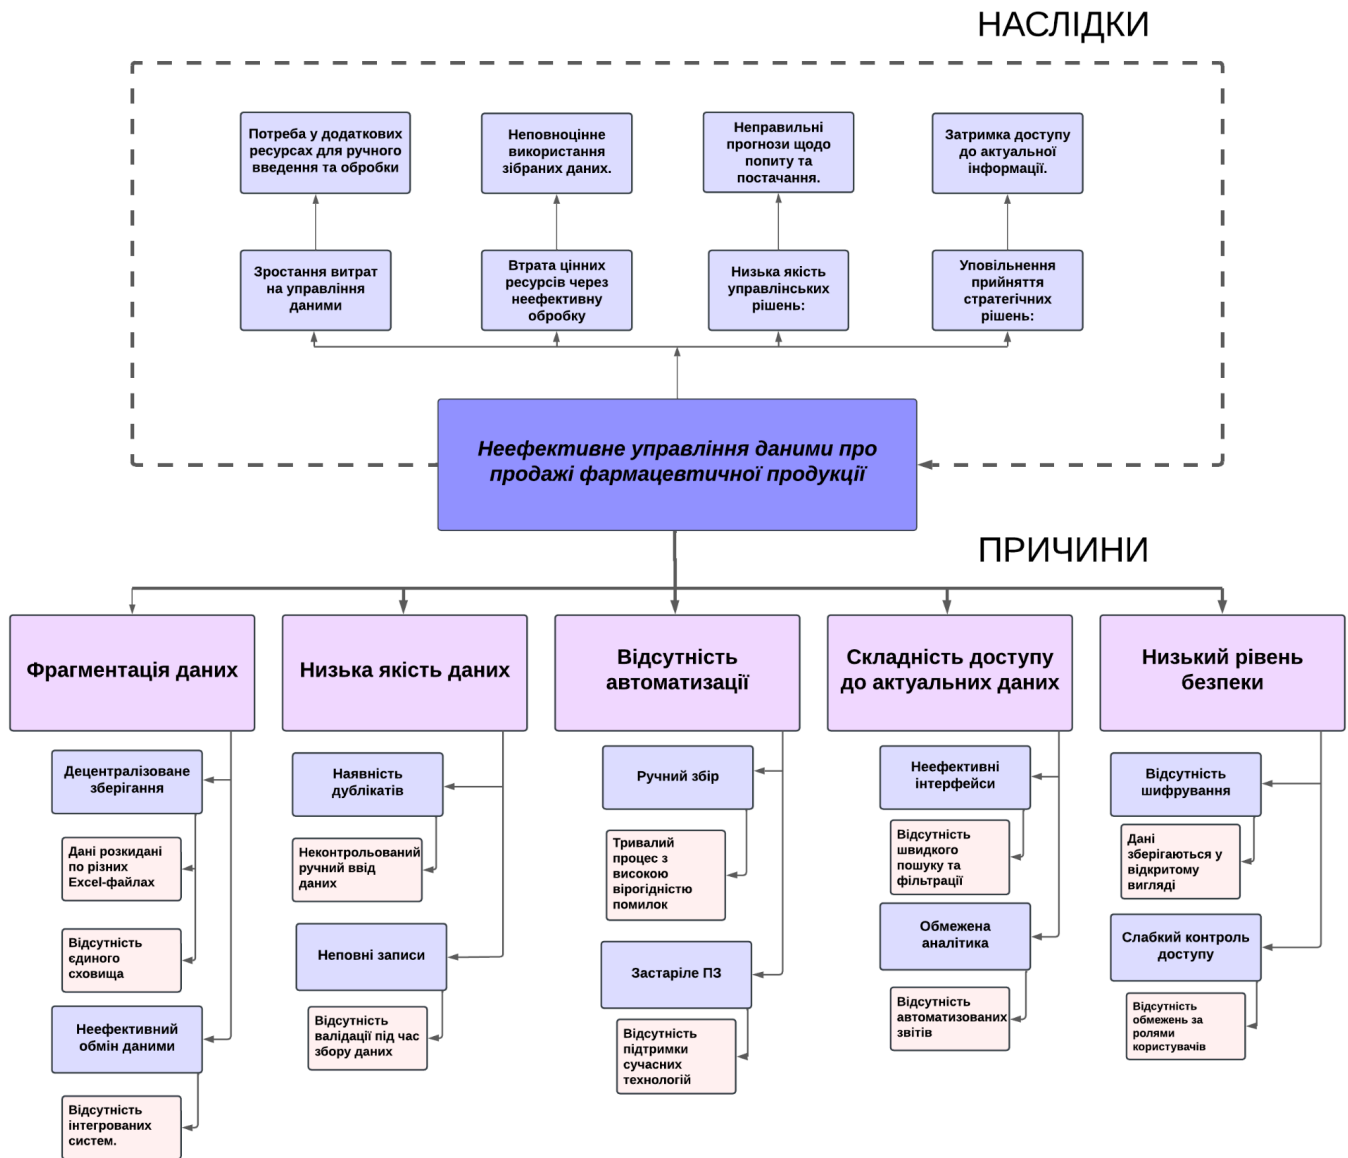 НАСЛІДКИ
Потреба у додаткових
ресурсах для ручного
введення та обробки
Неповноцінне
використання
зібраних даних.
Неправильні
прогнози щодо
попиту та
постачання.
Затримка доступу
до актуальної
інформації.
Зростання витрат
на управління
даними
Втрата цінних
ресурсів через
неефективну
обробку
Низька якість
управлінських
рішень:
Уповільнення
прийняття
стратегічних
рішень:
Неефективне управління даними про
продажі фармацевтичної продукції
ПРИЧИНИ
Фрагментація даних
Низька якість даних
Відсутність
автоматизації
Складність доступу
до актуальних даних
Низький рівень
безпеки
Децентралізоване
зберігання
Дані розкидані
по різних
Excel-файлах
Відсутність
єдиного
сховища
Неефективний
обмін даними
Відсутність
інтегрованих
систем.
Наявність
дублікатів
Неконтрольований
ручний ввід
даних
Неповні записи
Відсутність
валідації під час
збору даних
Ручний збір
Тривалий
процес з
високою
вірогідністю
помилок
Застаріле ПЗ
Відсутність
підтримки
сучасних
технологій
Неефективні
інтерфейси
Відсутність
швидкого
пошуку та
фільтрації
Обмежена
аналітика
Відсутність
автоматизованих
звітів
Відсутність
шифрування
Дані
зберігаються у
відкритому
вигляді
Слабкий контроль
доступу
Відсутність
обмежень за
ролями
користувачів